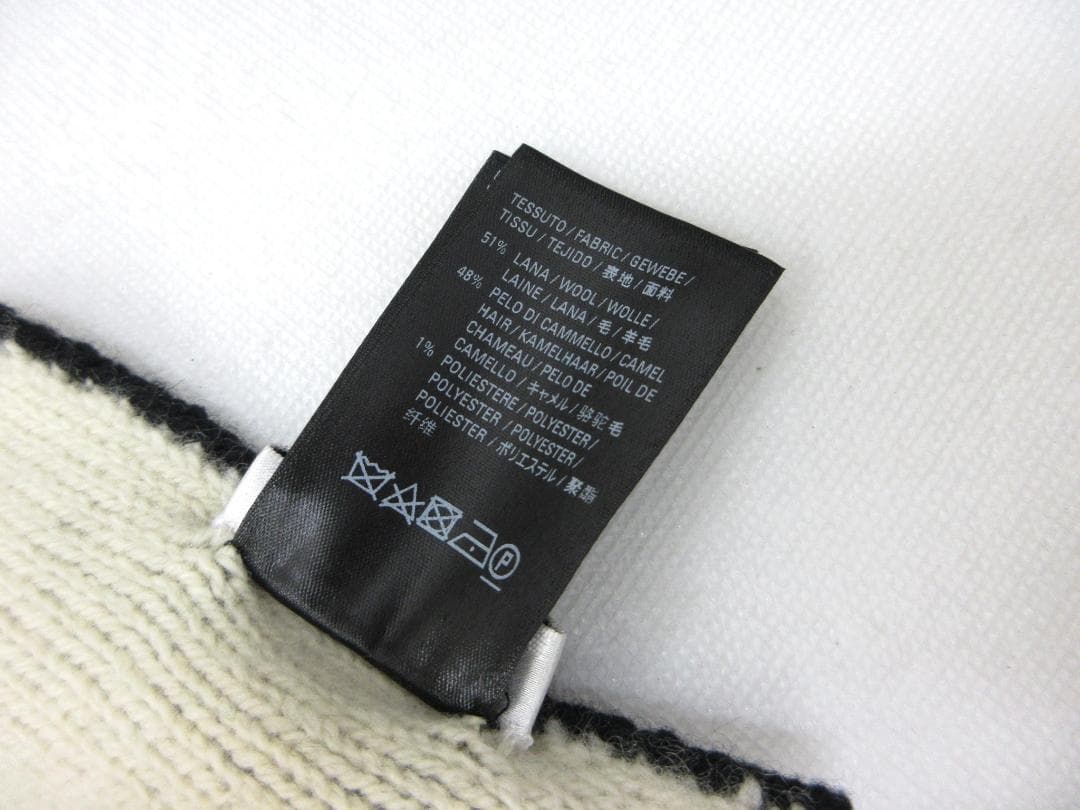 TESSUTO / FABRIC / GEWEBE /
TISSU / TEJIDO / 表地 / 面料
51% LANA / WOOL / WOLLE /
LAINE / LANA / 毛 / 羊毛
48% PELO DI CAMMELLO / CAMEL
HAIR / KAMELHAAR / POIL DE
CHAMEAU / PELO DE
CAMELLO / キャメル / 骆驼毛
1% POLIESTERE / POLYESTER /
POLYESTER / POLYESTER /
POLIESTER / ポリエステル / 聚酯
纤维
P